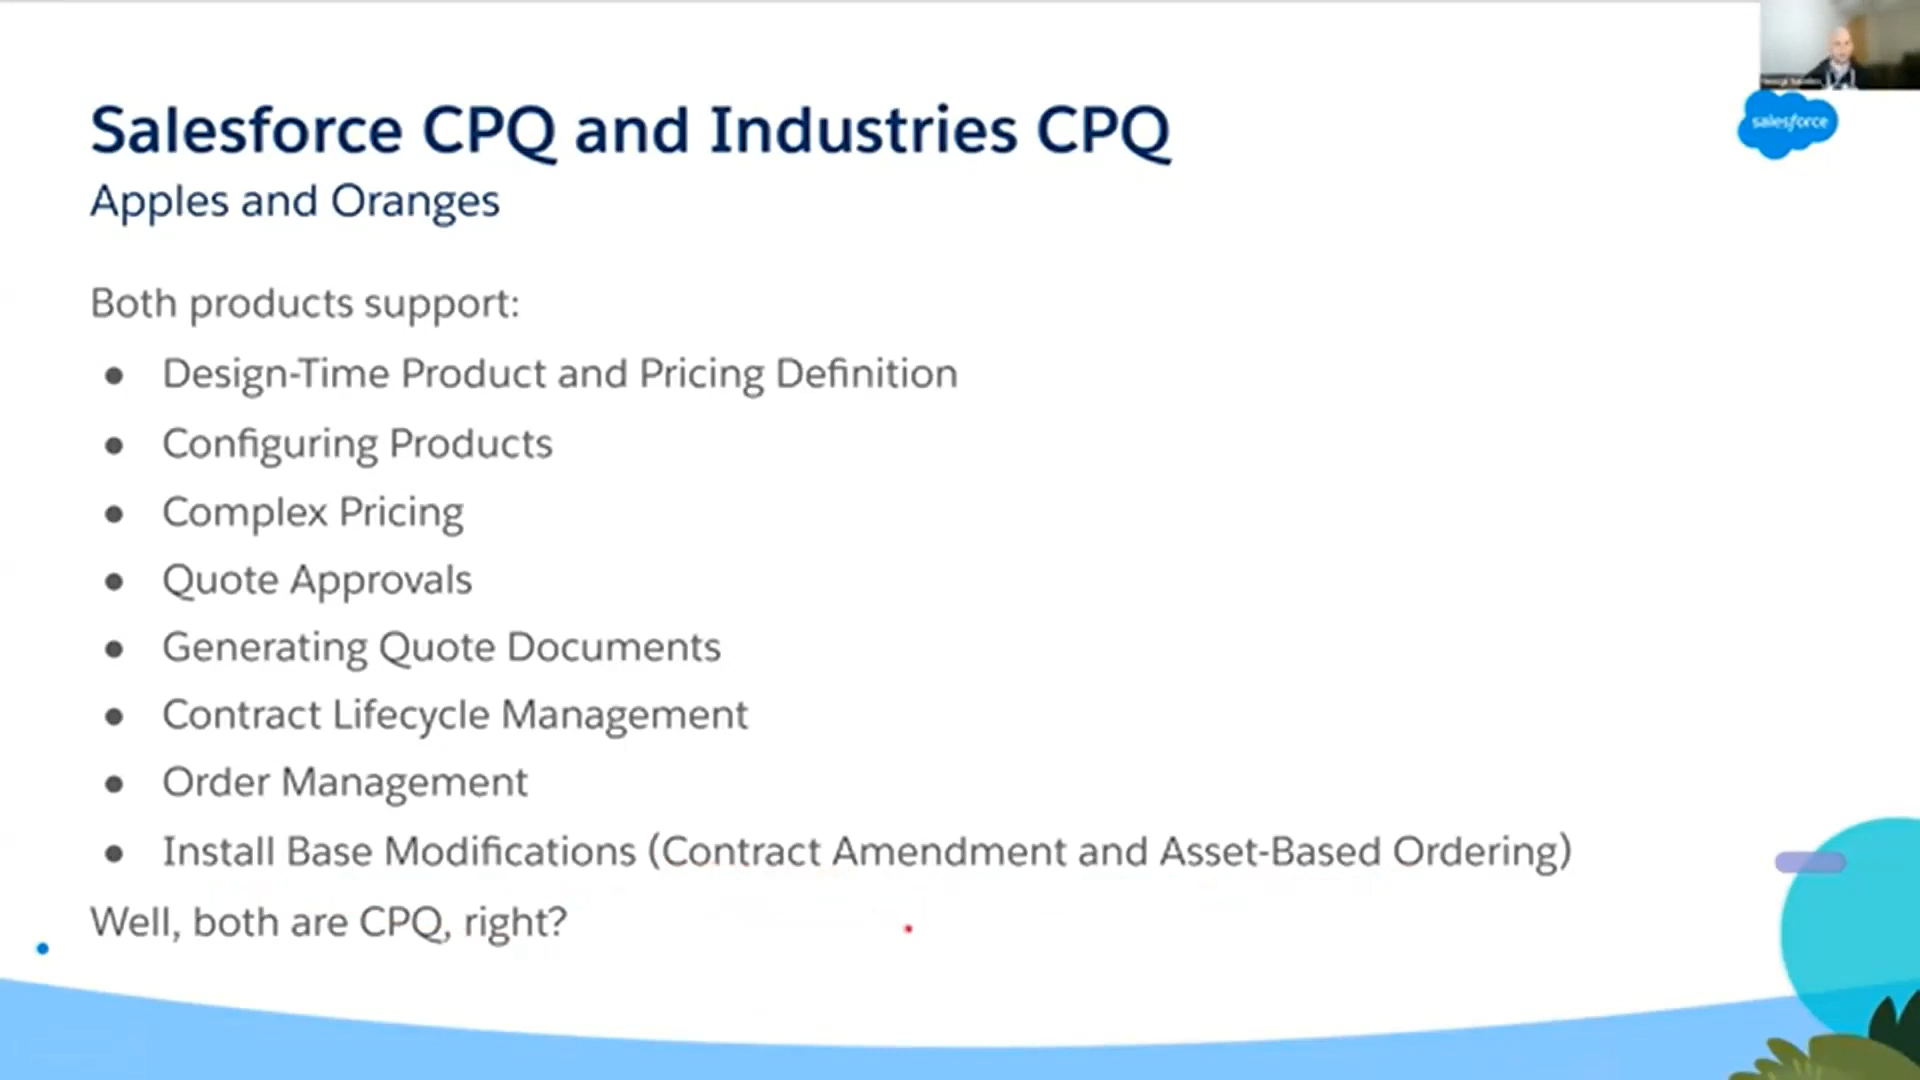 salesforce
Salesforce CPQ and Industries CPQ
Apples and Oranges
Both products support:
● Design-Time Product and Pricing Definition
● Configuring Products
● Complex Pricing
● Quote Approvals
● Generating Quote Documents
● Contract Lifecycle Management
● Order Management
● Install Base Modifications (Contract Amendment and Asset-Based Ordering)
Well, both are CPQ, right?